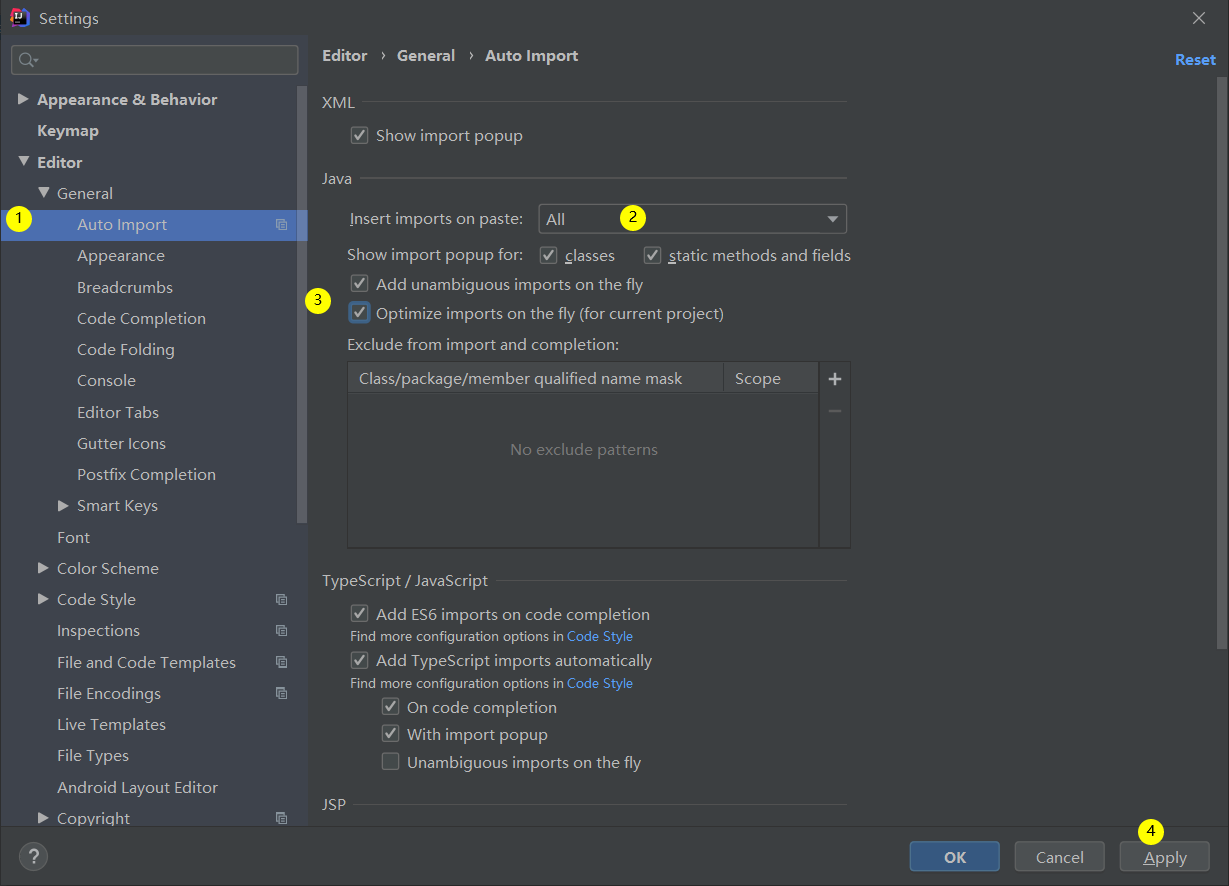 Settings
Appearance & Behavior
Keymap
Editor
General
1
Auto Import
Appearance
Breadcrumbs
Code Completion
Code Folding
Console
Editor Tabs
Gutter Icons
Postfix Completion
Smart Keys
Font
Color Scheme
Code Style
Inspections
File and Code Templates
File Encodings
Live Templates
File Types
Android Layout Editor
Copyright
Editor › General › Auto Import
Reset
XML
Show import popup
Java
Insert imports on paste: All 2
Show import popup for: classes static methods and fields
Add unambiguous imports on the fly
3
Optimize imports on the fly (for current project)
Exclude from import and completion:
Class/package/member qualified name mask Scope
No exclude patterns
TypeScript / JavaScript
Add ES6 imports on code completion
Find more configuration options in Code Style
Add TypeScript imports automatically
Find more configuration options in Code Style
On code completion
With import popup
Unambiguous imports on the fly
JSP
4
? OK Cancel Apply